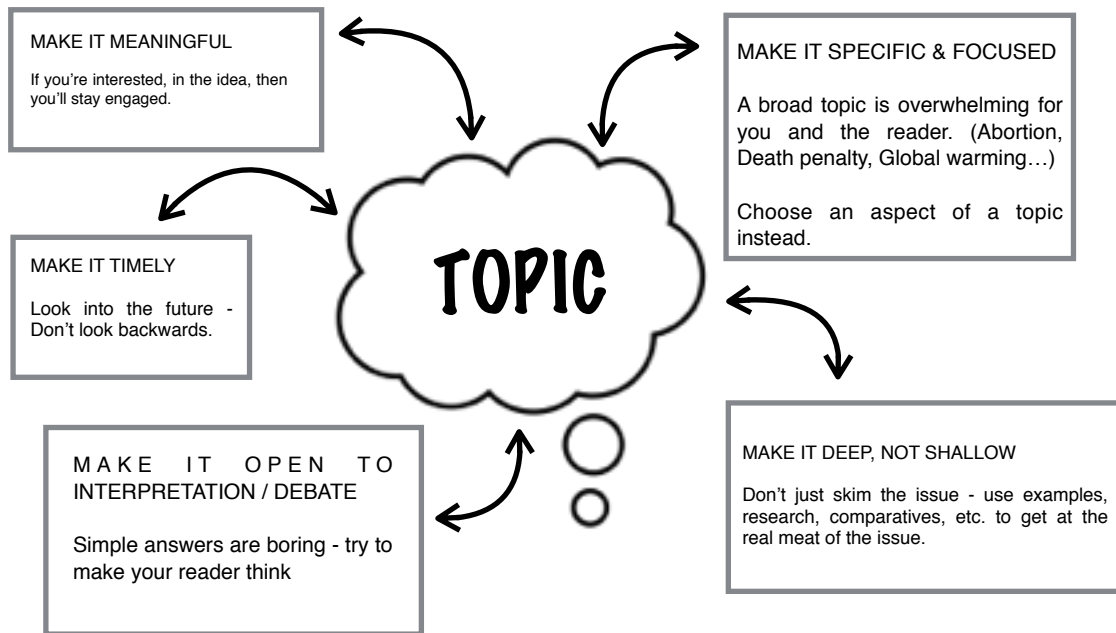 MAKE IT MEANINGFUL
If you're interested, in the idea, then
you'll stay engaged.
MAKE IT SPECIFIC & FOCUSED
A broad topic is overwhelming for
you and the reader. (Abortion,
Death penalty, Global warming…)
Choose an aspect of a topic
instead.
TOPIC
MAKE IT TIMELY
Look into the future -
Don't look backwards.
MAKE IT OPEN TO
INTERPRETATION / DEBATE
Simple answers are boring - try to
make your reader think
MAKE IT DEEP, NOT SHALLOW
Don't just skim the issue - use examples,
research, comparatives, etc. to get at the
real meat of the issue.